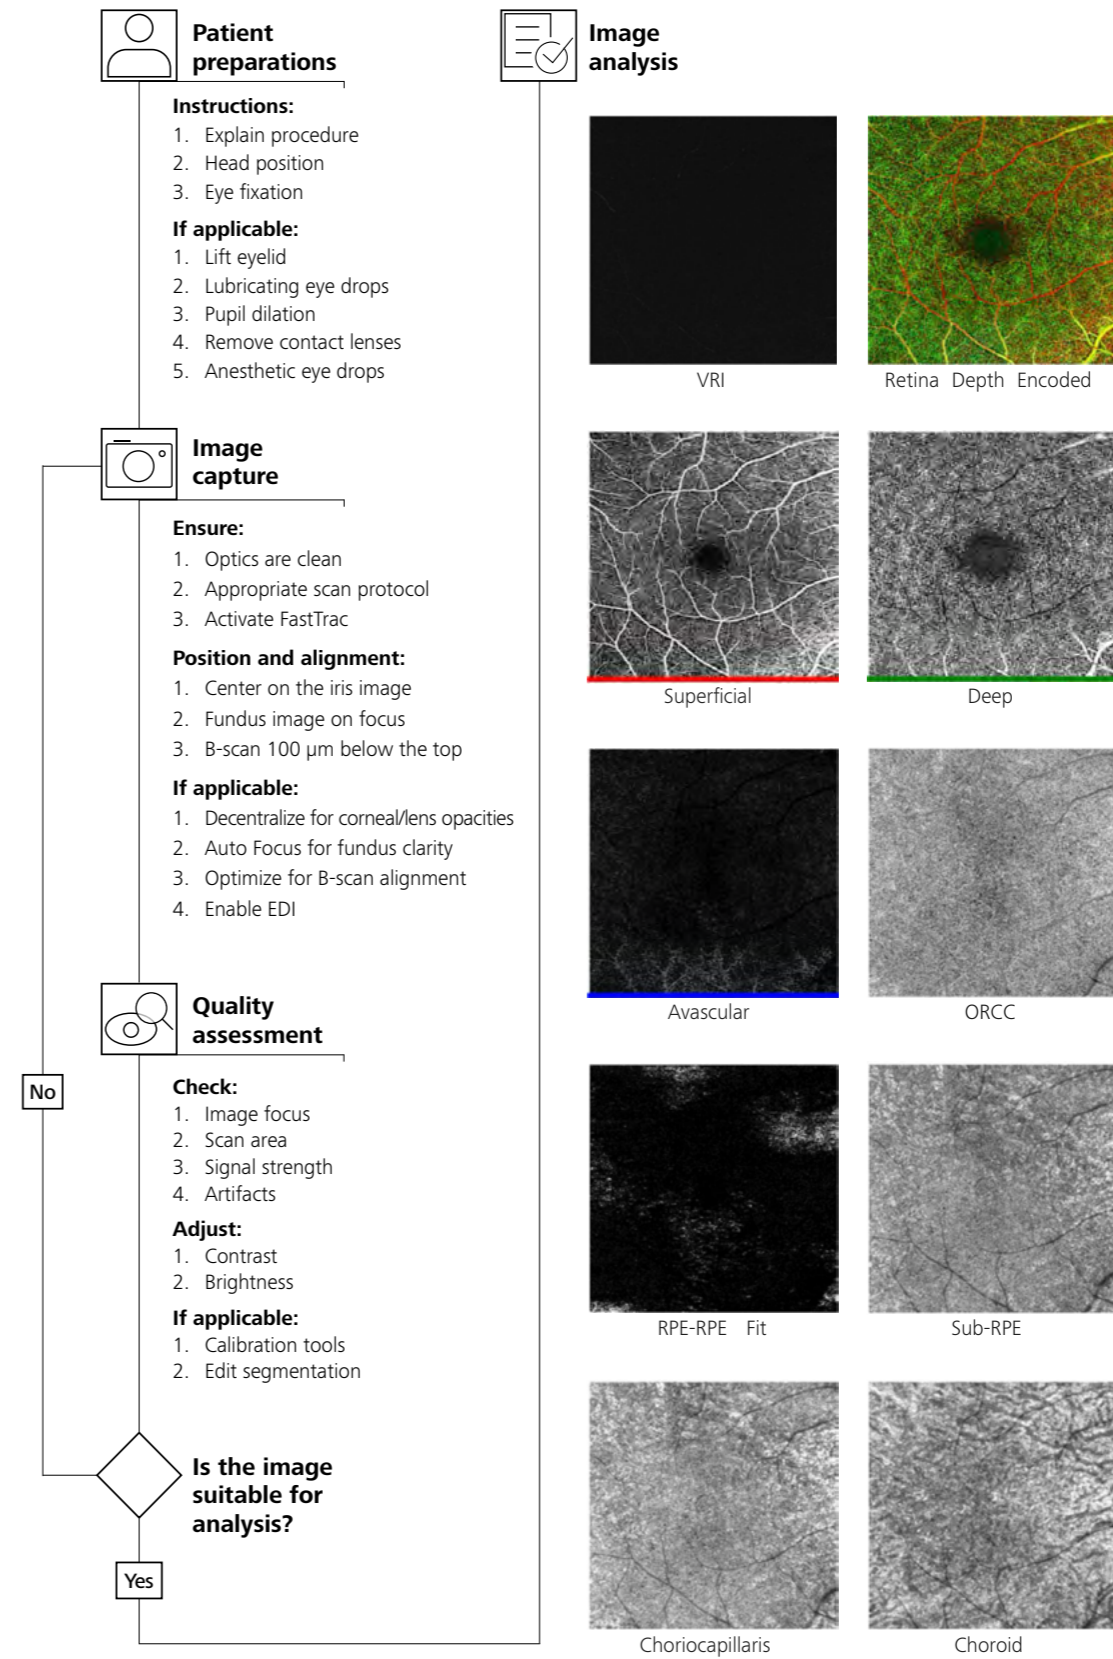 Patient
preparations
Instructions:
1. Explain procedure
2. Head position
3. Eye fixation
If applicable:
1. Lift eyelid
2. Lubricating eye drops
3. Pupil dilation
4. Remove contact lenses
5. Anesthetic eye drops
Image
capture
Ensure:
1. Optics are clean
2. Appropriate scan protocol
3. Activate FastTrac
Position and alignment:
1. Center on the iris image
2. Fundus image on focus
3. B-scan 100 µm below the top
If applicable:
1. Decentralize for corneal/lens opacities
2. Auto Focus for fundus clarity
3. Optimize for B-scan alignment
4. Enable EDI
Quality
assessment
No
Check:
1. Image focus
2. Scan area
3. Signal strength
4. Artifacts
Adjust:
1. Contrast
2. Brightness
If applicable:
1. Calibration tools
2. Edit segmentation
Is the image
suitable for
analysis?
Yes
Image
analysis
VRI
Retina Depth Encoded
Superficial
Deep
Avascular
ORCC
RPE-RPE Fit
Sub-RPE
Choriocapillaris
Choroid